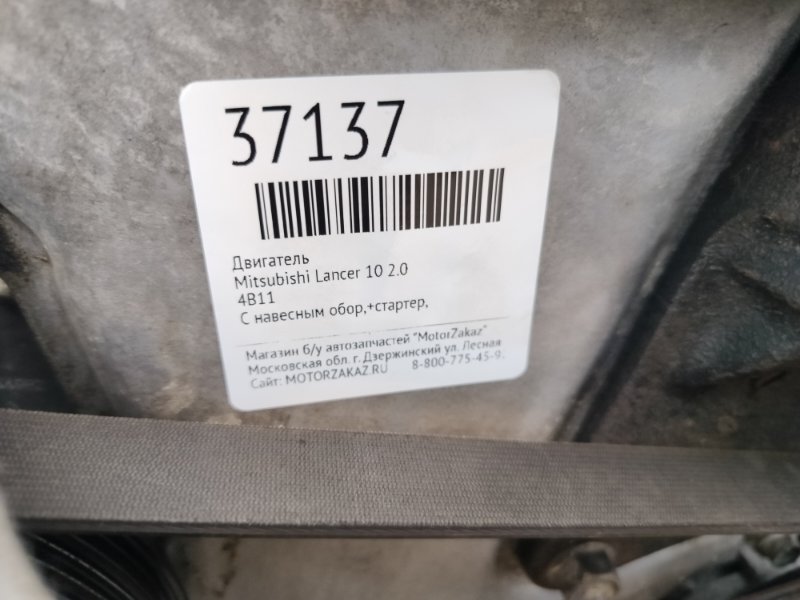 37137
Двигатель
Mitsubishi Lancer 10 2.0
4B11
С навесным обор,+стартер,
Магазин б/у автозапчастей "MotorZakaz"
Московская обл. г. Дзержинский ул. Лесная
Сайт: MOTORZAKAZ.RU 8-800-775-45-9